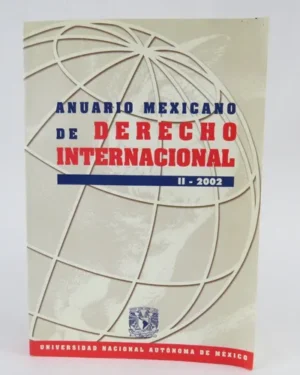 ANUARIO MEXICANO
DE DERECHO
INTERNACIONAL
II - 2002
UNIVERSIDAD NACIONAL AUTÓNOMA DE MÉXICO